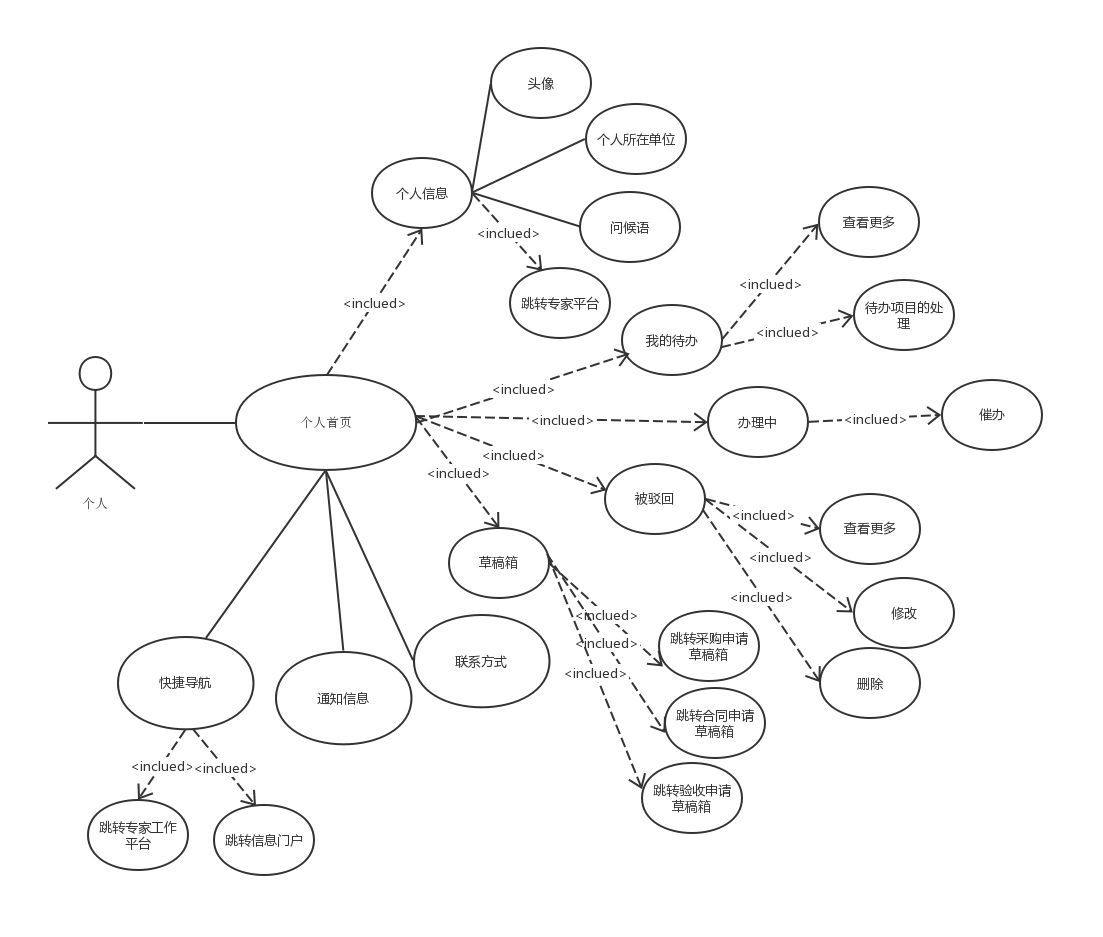 头像
个人所在单位
个人信息
查看更多
问候语
<inclued>
<inclued>
待办项目的处
理
<inclued>
跳转专家平台
<inclued>
我的待办
<inclued>
个人首页
<inclued>
办理中
<inclued>
催办
<inclued>
<inclued>
个人
被驳回
<inclued>
查看更多
草稿箱
<inclued>
<inclued>
修改
<inclued>
跳转采购申请
草稿箱
<inclued>
联系方式
<inclued>
快捷导航
通知信息
删除
跳转合同申请
草稿箱
<inclued>
<inclued>
跳转验收申请
草稿箱
跳转专家工作
平台
跳转信息门户